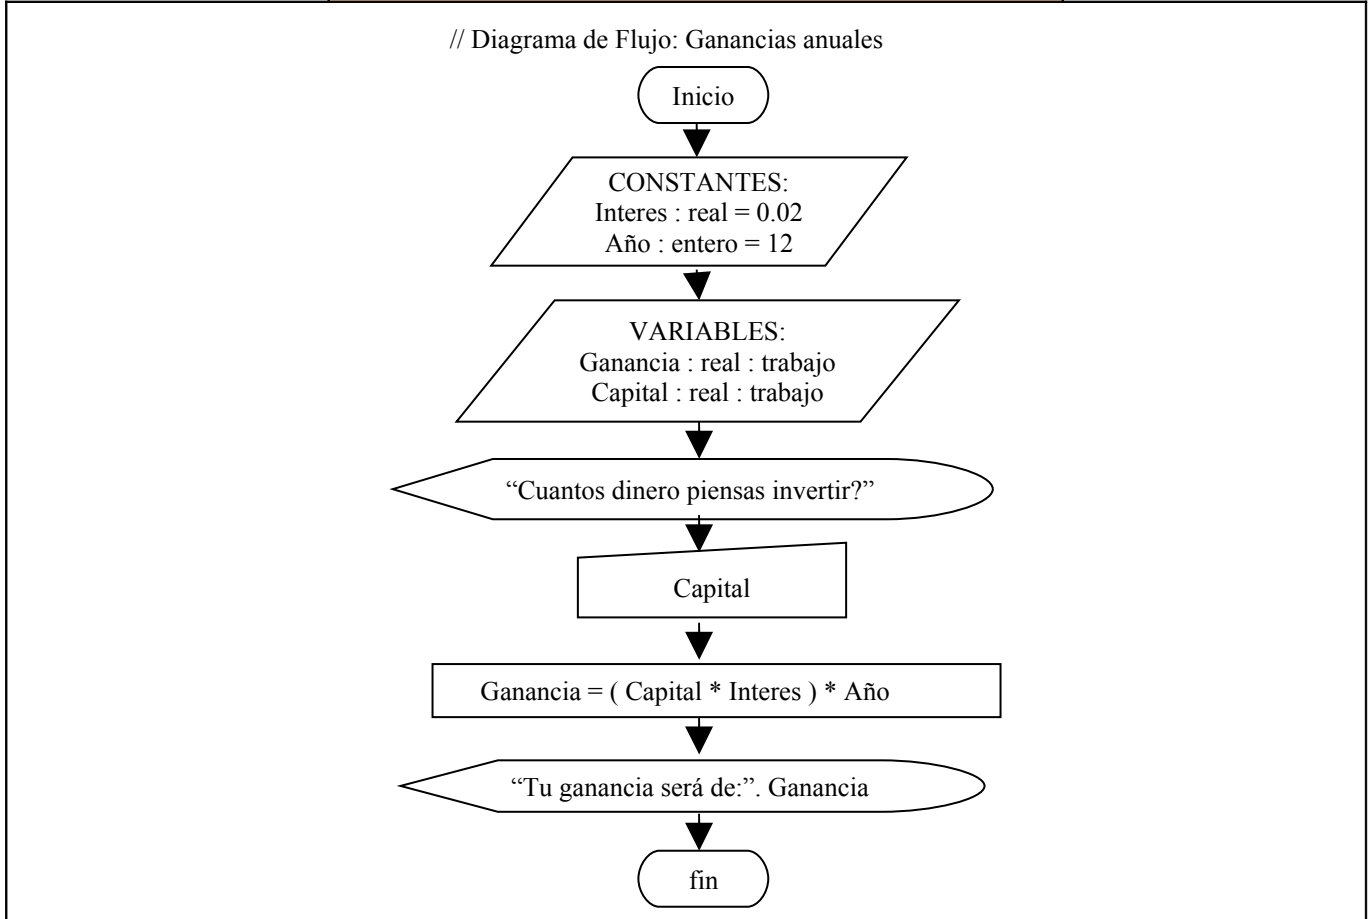 // Diagrama de Flujo: Ganancias anuales
Inicio
CONSTANTES:
Interes : real = 0.02
Año : entero = 12
VARIABLES:
Ganancia : real : trabajo
Capital : real : trabajo
“Cuantos dinero piensas invertir?”
Capital
Ganancia = ( Capital * Interes ) * Año
“Tu ganancia será de:”. Ganancia
fin